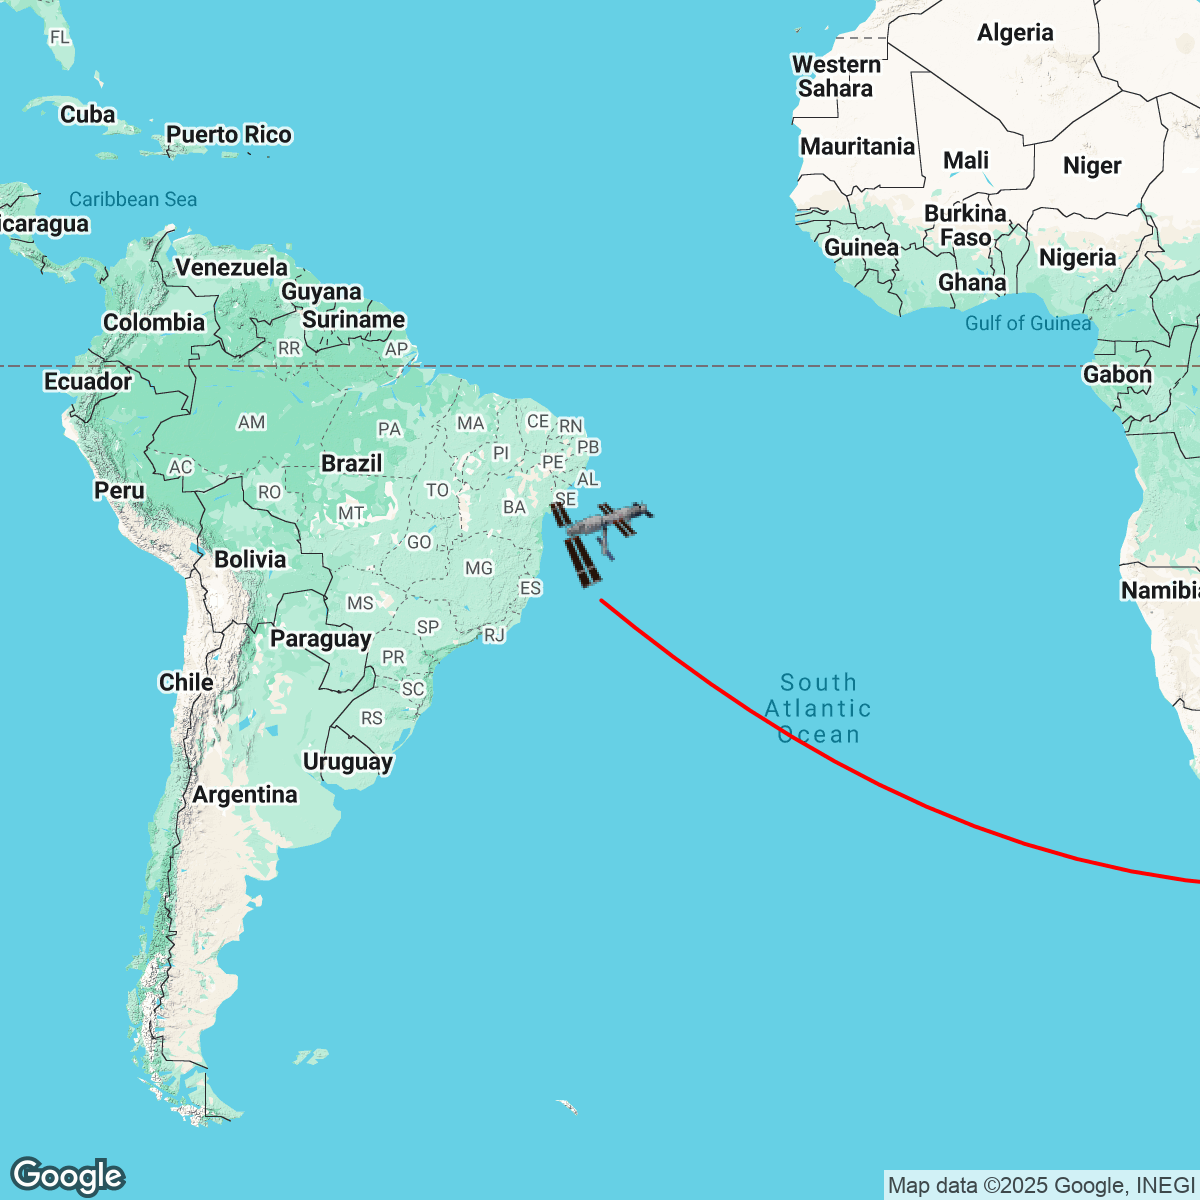 FL
Algeria
Western
Sahara
Cuba
Puerto Rico
Mauritania
Mali
Niger
Caribbean Sea
icaragua
Burkina
Faso
Guinea
Nigeria
Venezuela
Ghana
Guyana
Suriname
Colombia
Gulf of Guinea
RR
AP
Ecuador
Gabon
AM
PA
MA
CE
RN
PB
PI
PE
Brazil
AC
AL
Peru
RO
TO
SE
BA
MT
GO
Bolivia
MG
ES
Namibia
MS
SP
RJ
Paraguay
PR
Chile
SC
South
Atlantic
Ocean
RS
Uruguay
Argentina
Google
Map data ©2025 Google, INEGI